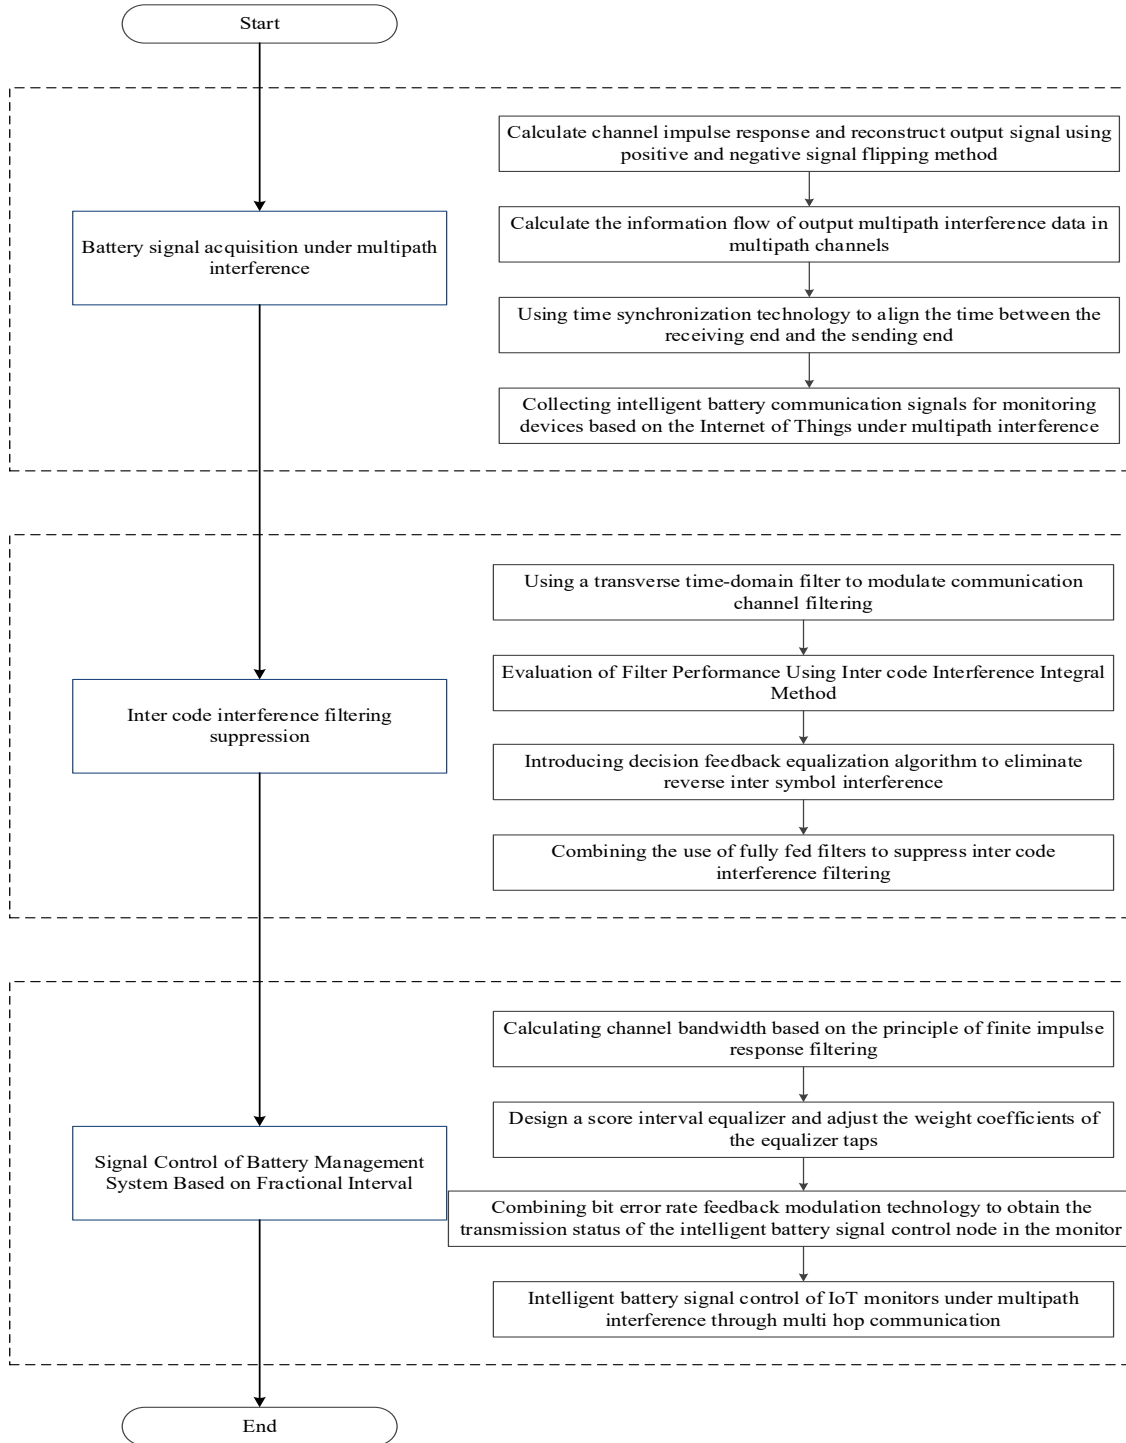 Start
Calculate channel impulse response and reconstruct output signal using
positive and negative signal flipping method
Calculate the information flow of output multipath interference data in
multipath channels
Battery signal acquisition under multipath
interference
Using time synchronization technology to align the time between the
receiving end and the sending end
Collecting intelligent battery communication signals for monitoring
devices based on the Internet of Things under multipath interference
Using a transverse time-domain filter to modulate communication
channel filtering
Evaluation of Filter Performance Using Inter code Interference Integral
Method
Inter code interference filtering
suppression
Introducing decision feedback equalization algorithm to eliminate
reverse inter symbol interference
Combining the use of fully fed filters to suppress inter code
interference filtering
Calculating channel bandwidth based on the principle of finite impulse
response filtering
Design a score interval equalizer and adjust the weight coefficients of
the equalizer taps
Signal Control of Battery Management
System Based on Fractional Interval
Combining bit error rate feedback modulation technology to obtain the
transmission status of the intelligent battery signal control node in the monitor
Intelligent battery signal control of IoT monitors under multipath
interference through multi hop communication
End